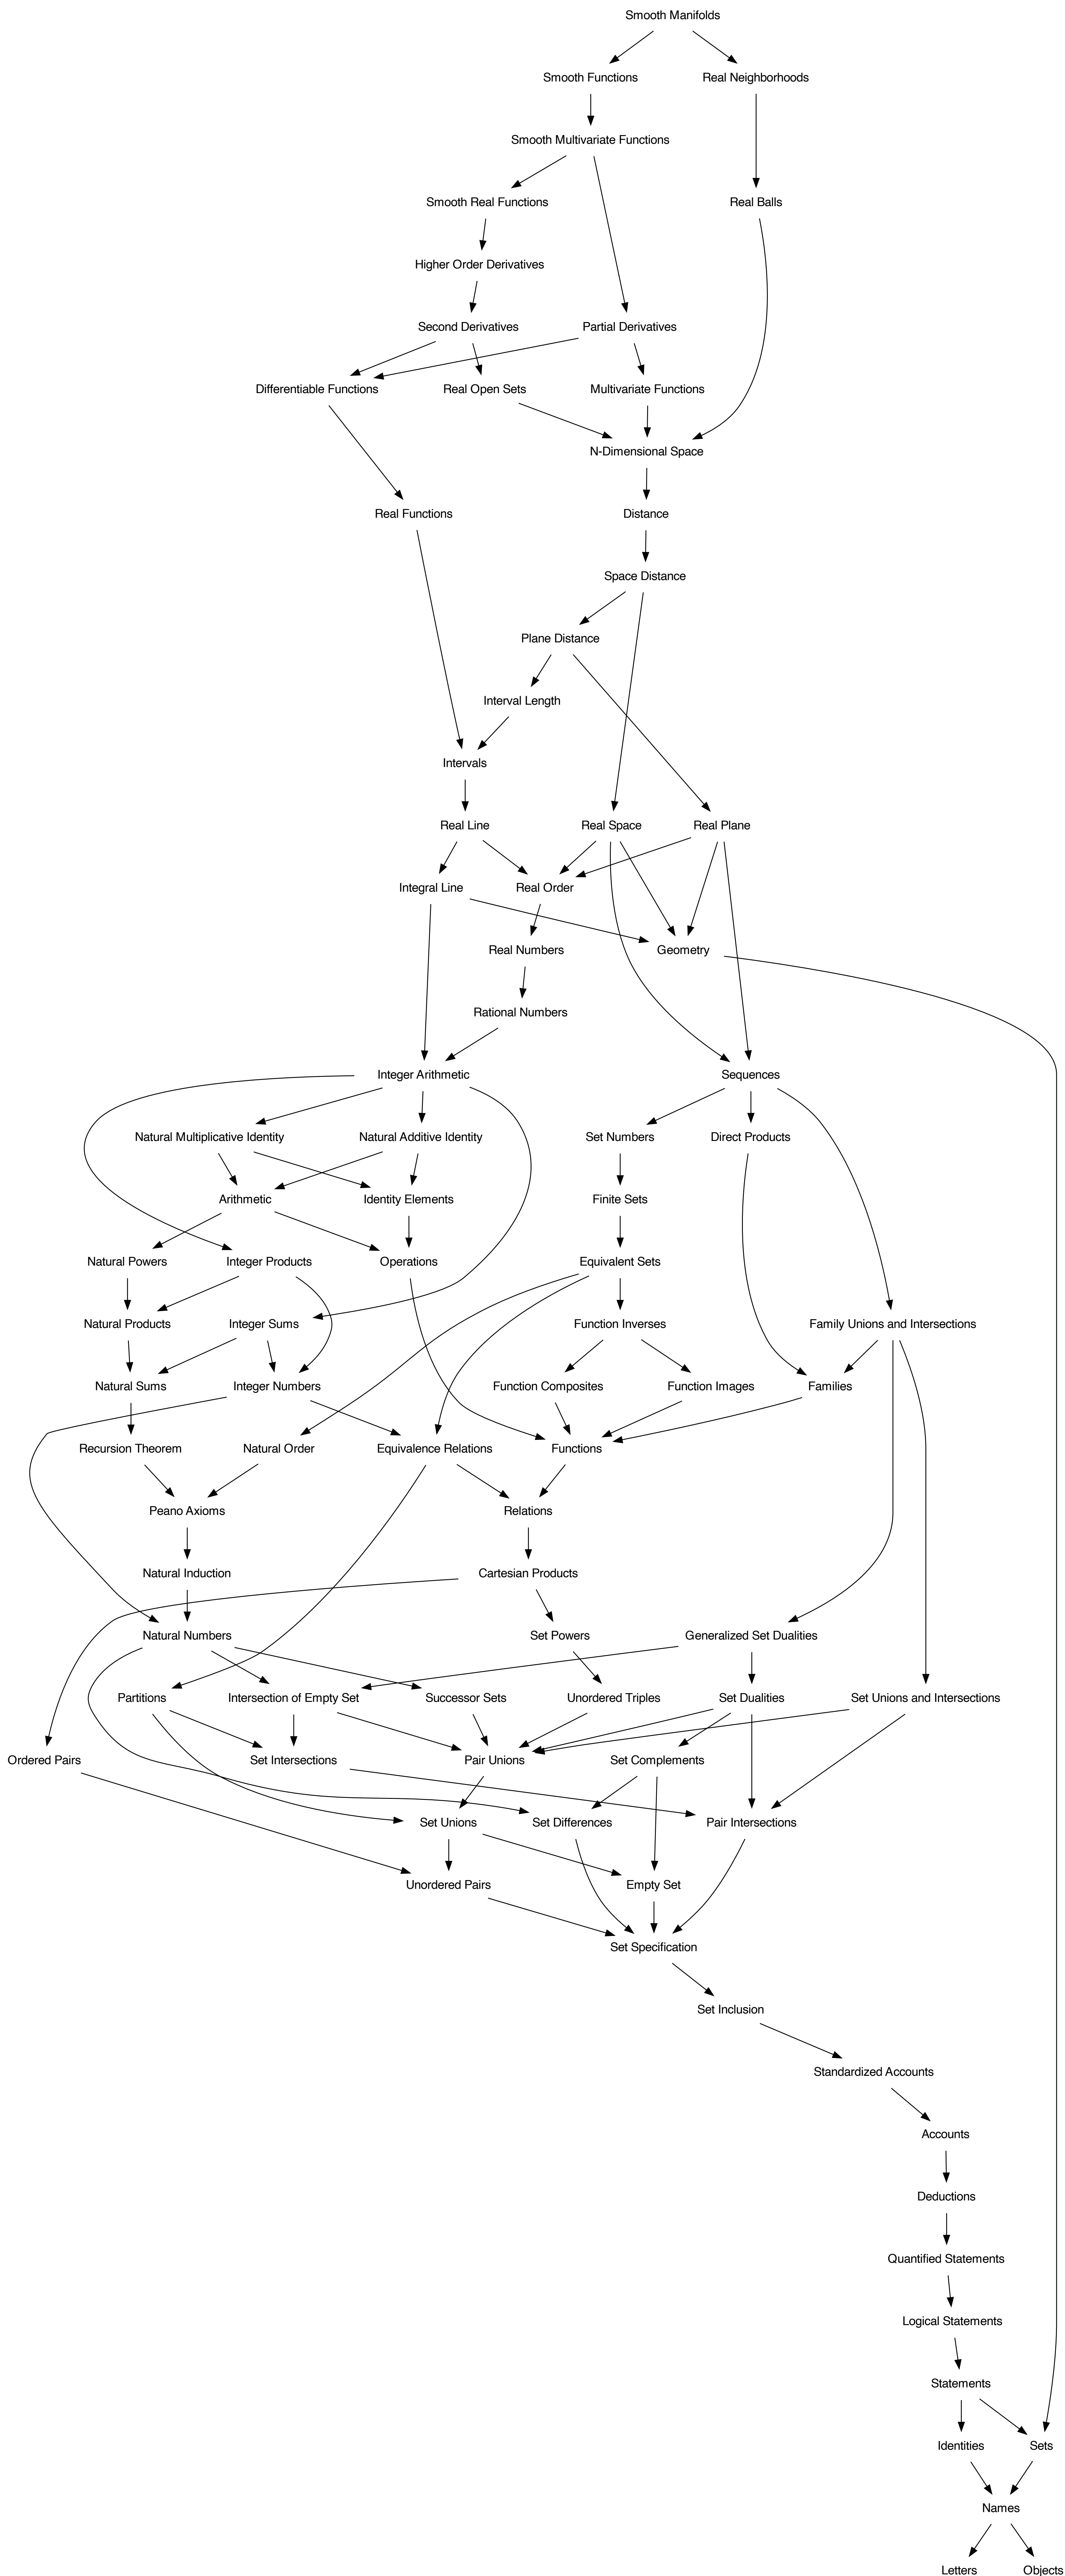 Smooth Manifolds
Smooth Functions
Real Neighborhoods
Smooth Multivariate Functions
Smooth Real Functions
Real Balls
Higher Order Derivatives
Second Derivatives
Partial Derivatives
Differentiable Functions
Real Open Sets
Multivariate Functions
N-Dimensional Space
Real Functions
Distance
Space Distance
Plane Distance
Interval Length
Intervals
Real Line
Real Space
Real Plane
Integral Line
Real Order
Real Numbers
Geometry
Rational Numbers
Integer Arithmetic
Sequences
Natural Multiplicative Identity
Natural Additive Identity
Set Numbers
Direct Products
Arithmetic
Identity Elements
Finite Sets
Natural Powers
Integer Products
Operations
Equivalent Sets
Natural Products
Integer Sums
Function Inverses
Family Unions and Intersections
Natural Sums
Integer Numbers
Function Composites
Function Images
Families
Recursion Theorem
Natural Order
Equivalence Relations
Functions
Peano Axioms
Relations
Natural Induction
Cartesian Products
Natural Numbers
Set Powers
Generalized Set Dualities
Partitions
Intersection of Empty Set
Successor Sets
Unordered Triples
Set Dualities
Set Unions and Intersections
Ordered Pairs
Set Intersections
Pair Unions
Set Complements
Set Unions
Set Differences
Pair Intersections
Unordered Pairs
Empty Set
Set Specification
Set Inclusion
Standardized Accounts
Accounts
Deductions
Quantified Statements
Logical Statements
Statements
Identities
Sets
Names
Letters
Objects